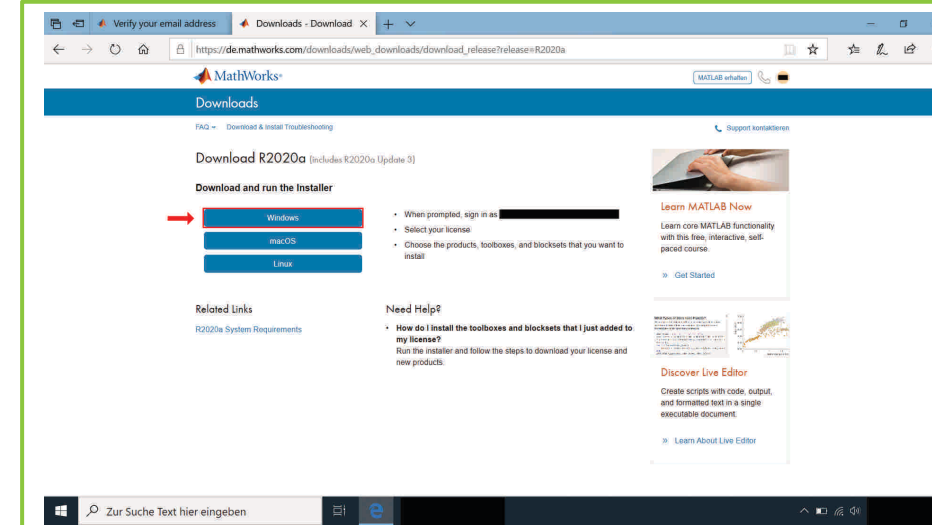 Verify your email address
Downloads - Download
https://de.mathworks.com/downloads/web_downloads/download_release?release=R2020a
MathWorks®
MATLAB erhalten
Downloads
FAQ
Download & Install Troubleshooting
Support kontaktieren
Download R2020a (includes R2020a Update 3)
Download and run the Installer
Windows
macOS
Linux
• When prompted, sign in as
• Select your license
• Choose the products, toolboxes, and blocksets that you want to
install
Related Links
R2020a System Requirements
Need Help?
• How do I install the toolboxes and blocksets that I just added to
my license?
Run the installer and follow the steps to download your license and
new products.
Learn MATLAB Now
Learn core MATLAB functionality
with this free, interactive, self-
paced course.
» Get Started
Discover Live Editor
Create scripts with code, output,
and formatted text in a single
executable document.
» Learn About Live Editor
Zur Suche Text hier eingeben